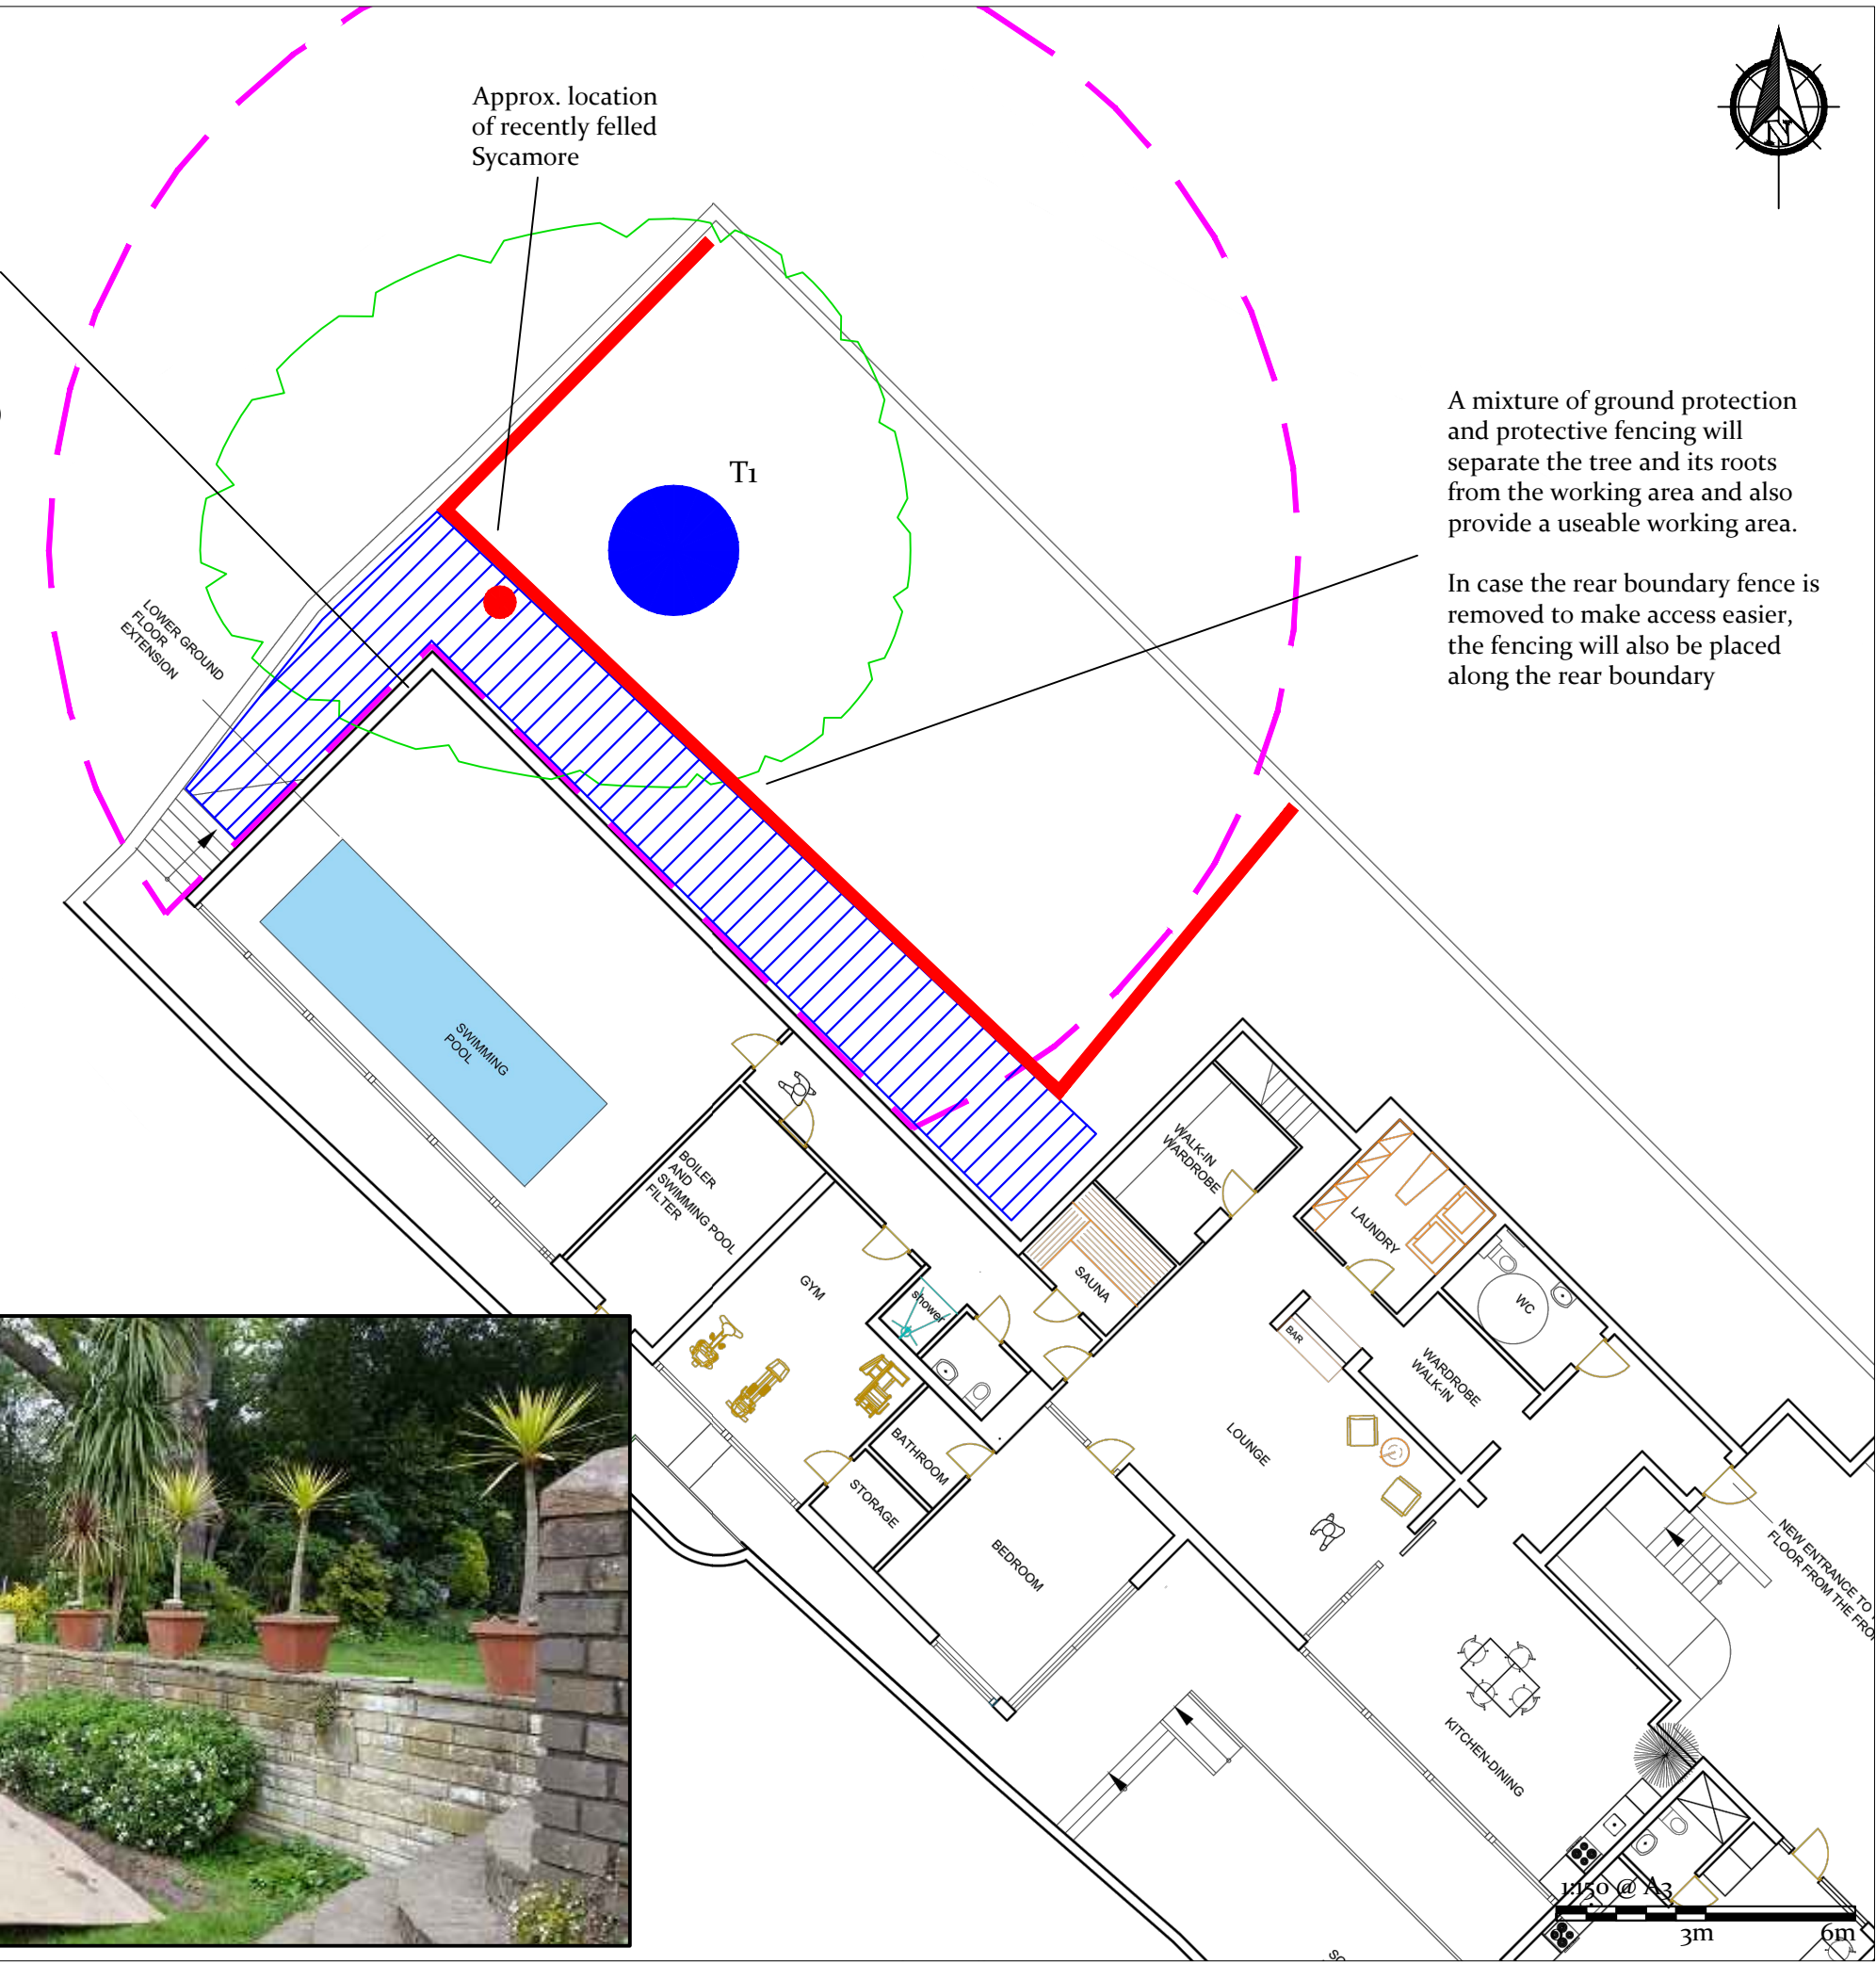 Approx. location
of recently felled
Sycamore
N
T1
A mixture of ground protection
and protective fencing will
separate the tree and its roots
from the working area and also
provide a useable working area.
In case the rear boundary fence is
removed to make access easier,
the fencing will also be placed
along the rear boundary
LOWER GROUND
FLOOR
EXTENSION
SWIMMING
POOL
BOILER
AND
SWIMMING POOL
FILTER
GYM
shower
SAUNA
WALK-IN
WARDROBE
LAUNDRY
WC
BAR
WARDROBE
WALK-IN
LOUNGE
BATHROOM
STORAGE
BEDROOM
NEW ENTRANCE TO
FLOOR FROM THE FRO
KITCHEN-DINING
1:150 @ A3
3m
6m